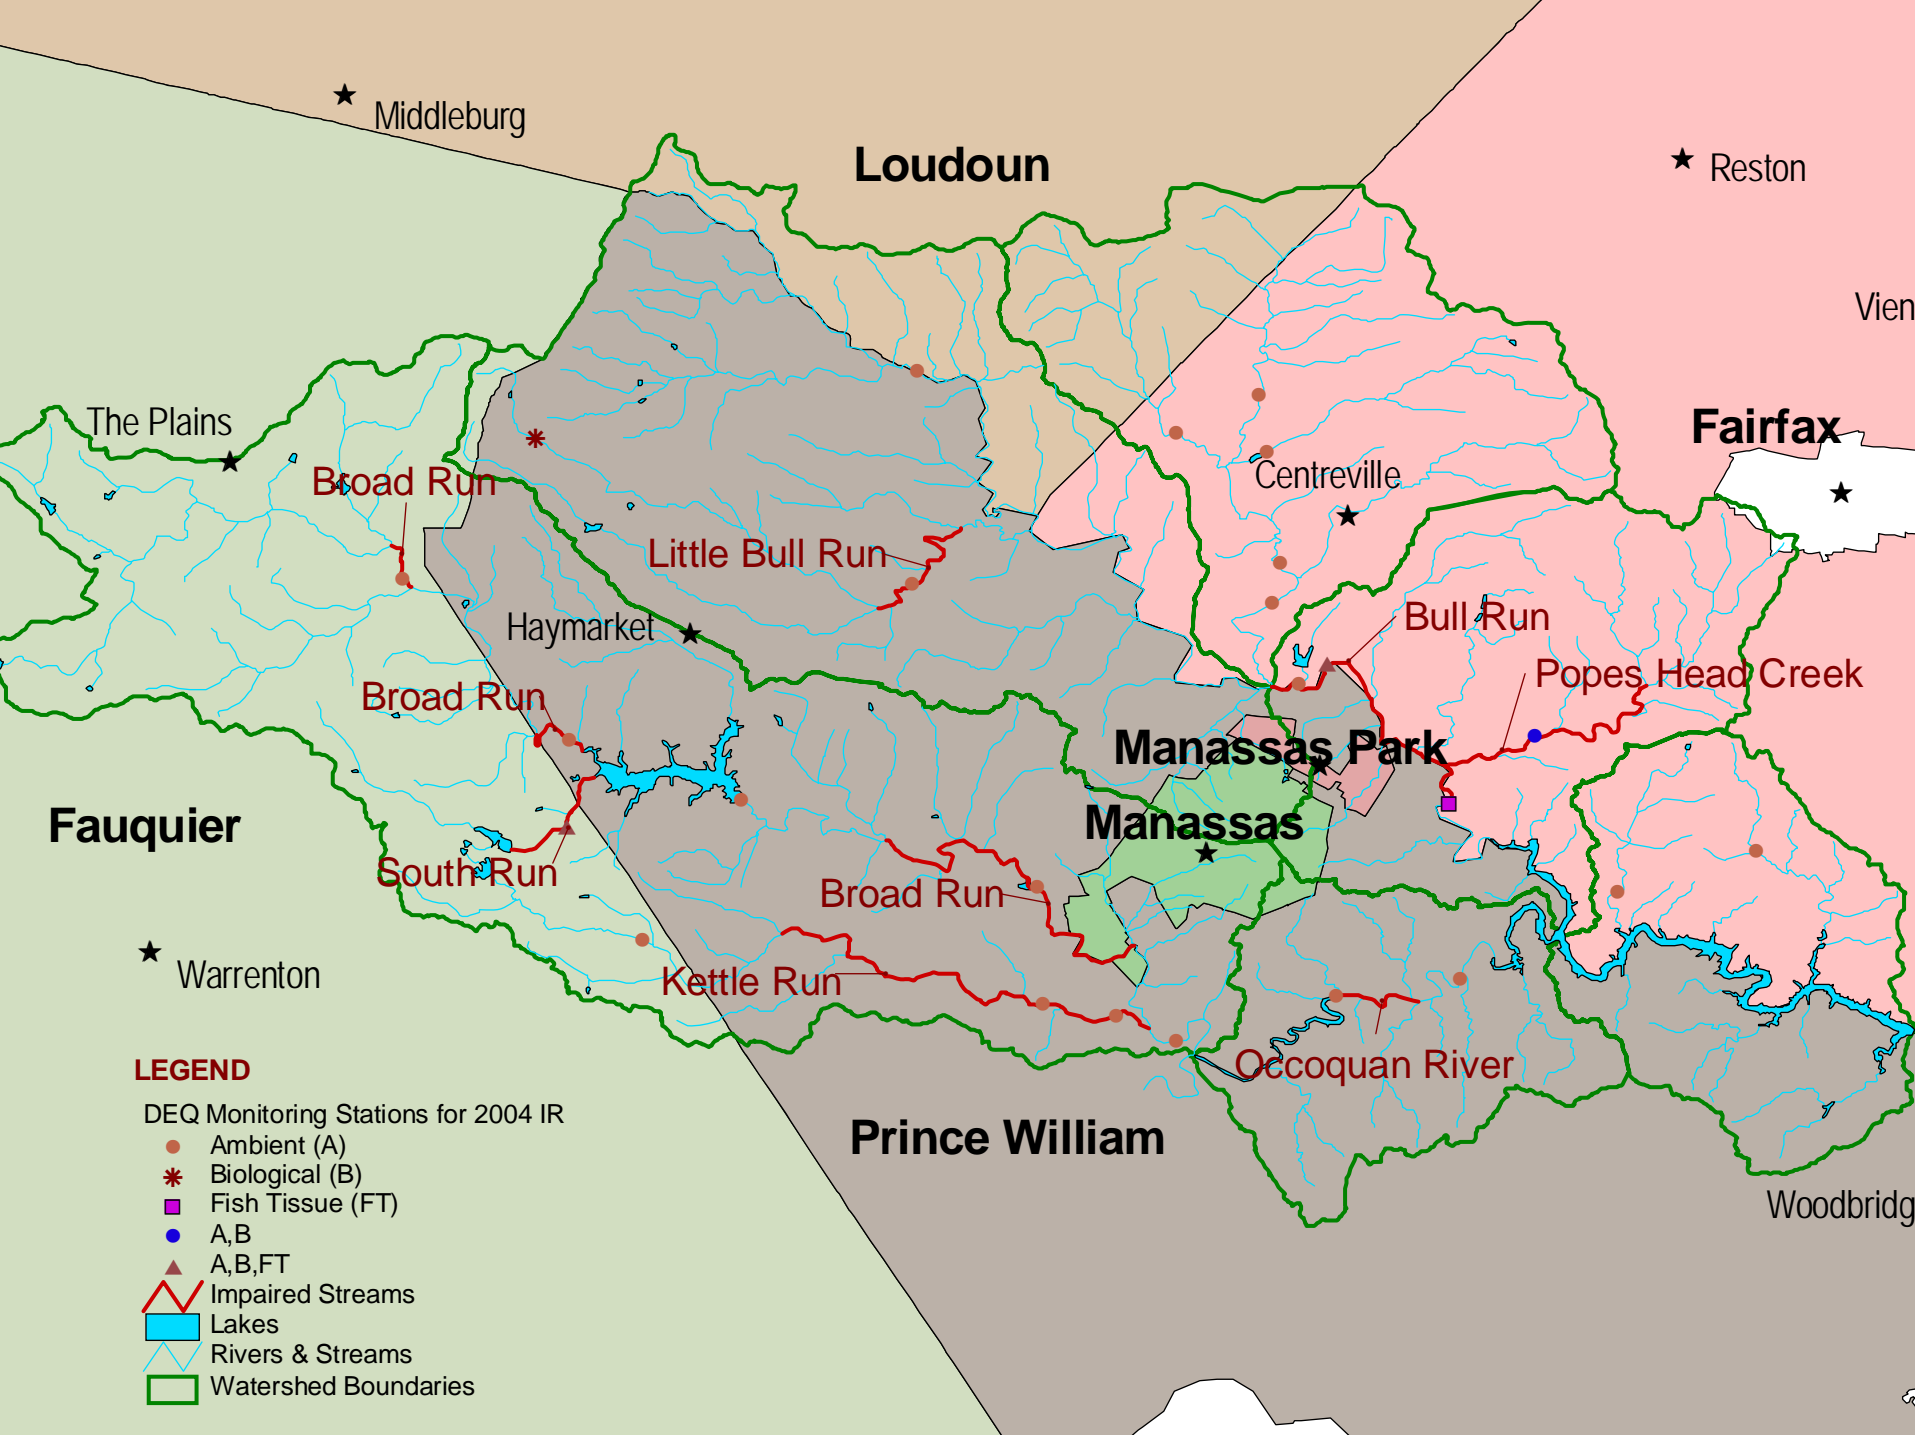 Middleburg
Loudoun
Reston
Vien
The Plains
Fairfax
Broad Run
Centreville
Little Bull Run
Haymarket
Bull Run
Popes Head Creek
Broad Run
Manassas Park
Fauquier
Manassas
South Run
Broad Run
Warrenton
Kettle Run
Occoquan River
LEGEND
DEQ Monitoring Stations for 2004 IR
Ambient (A)
Biological (B)
Fish Tissue (FT)
A,B
A,B,FT
Impaired Streams
Lakes
Rivers & Streams
Watershed Boundaries
Prince William
Woodbridg